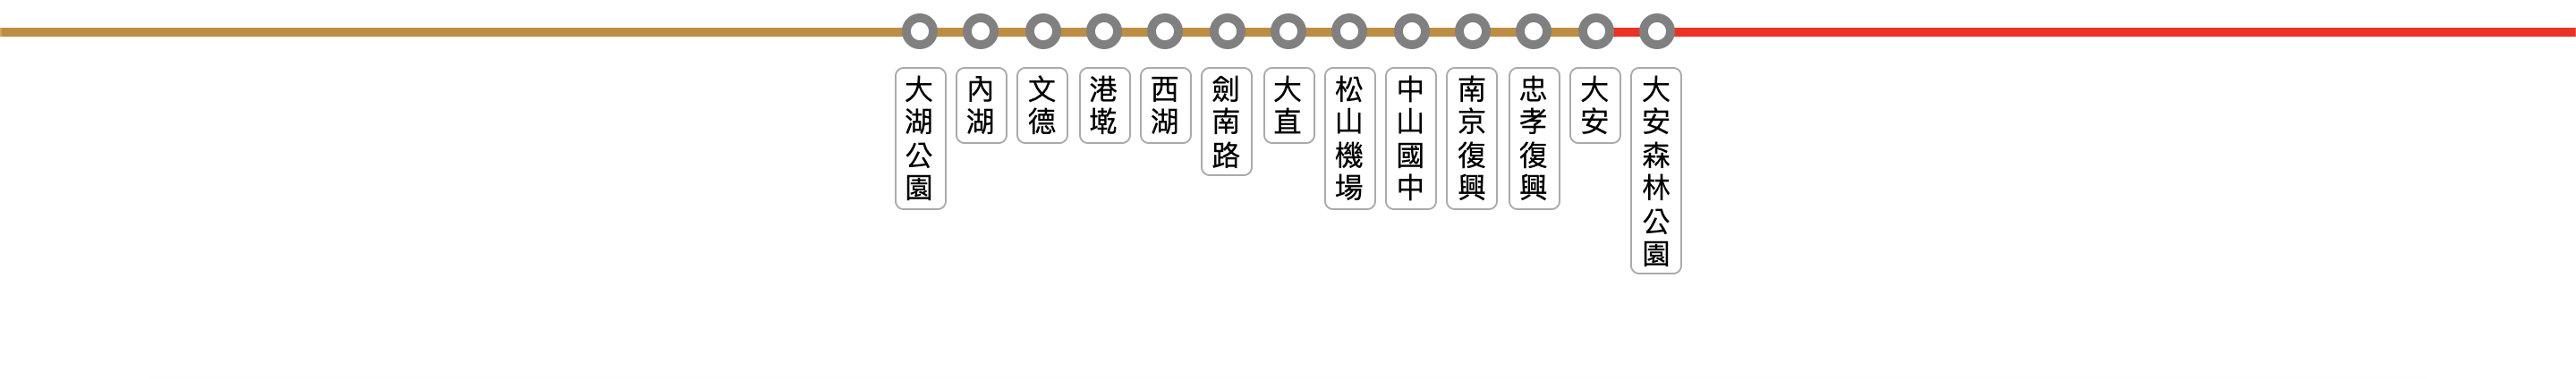 大湖公園
內湖
文德
港墘
西湖
劍南路
大直
松山機場
中山國中
南京復興
忠孝復興
大安
大安森林公園